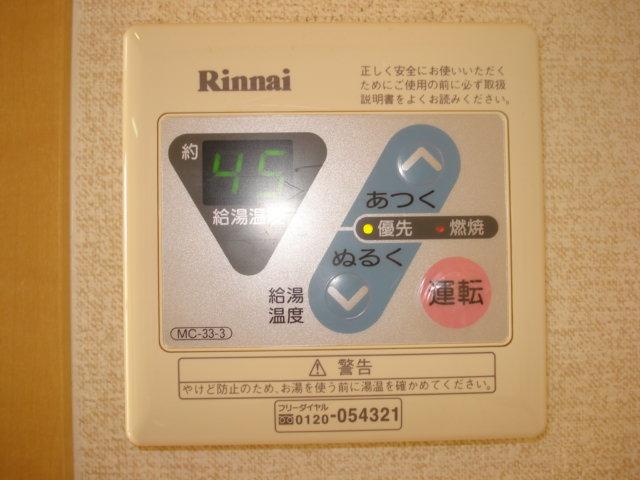 Rinnai
正しく安全にお使いいただく
ためにご使用の前に必ず取扱
説明書をよくお読みください。
約
45
給湯温
あつく
優先
燃焼
ぬるく
給湯
温度
運転
MC-33-3
警告
やけど防止のため、お湯を使う前に湯温を確かめてください。
フリーダイヤル
0120-054321